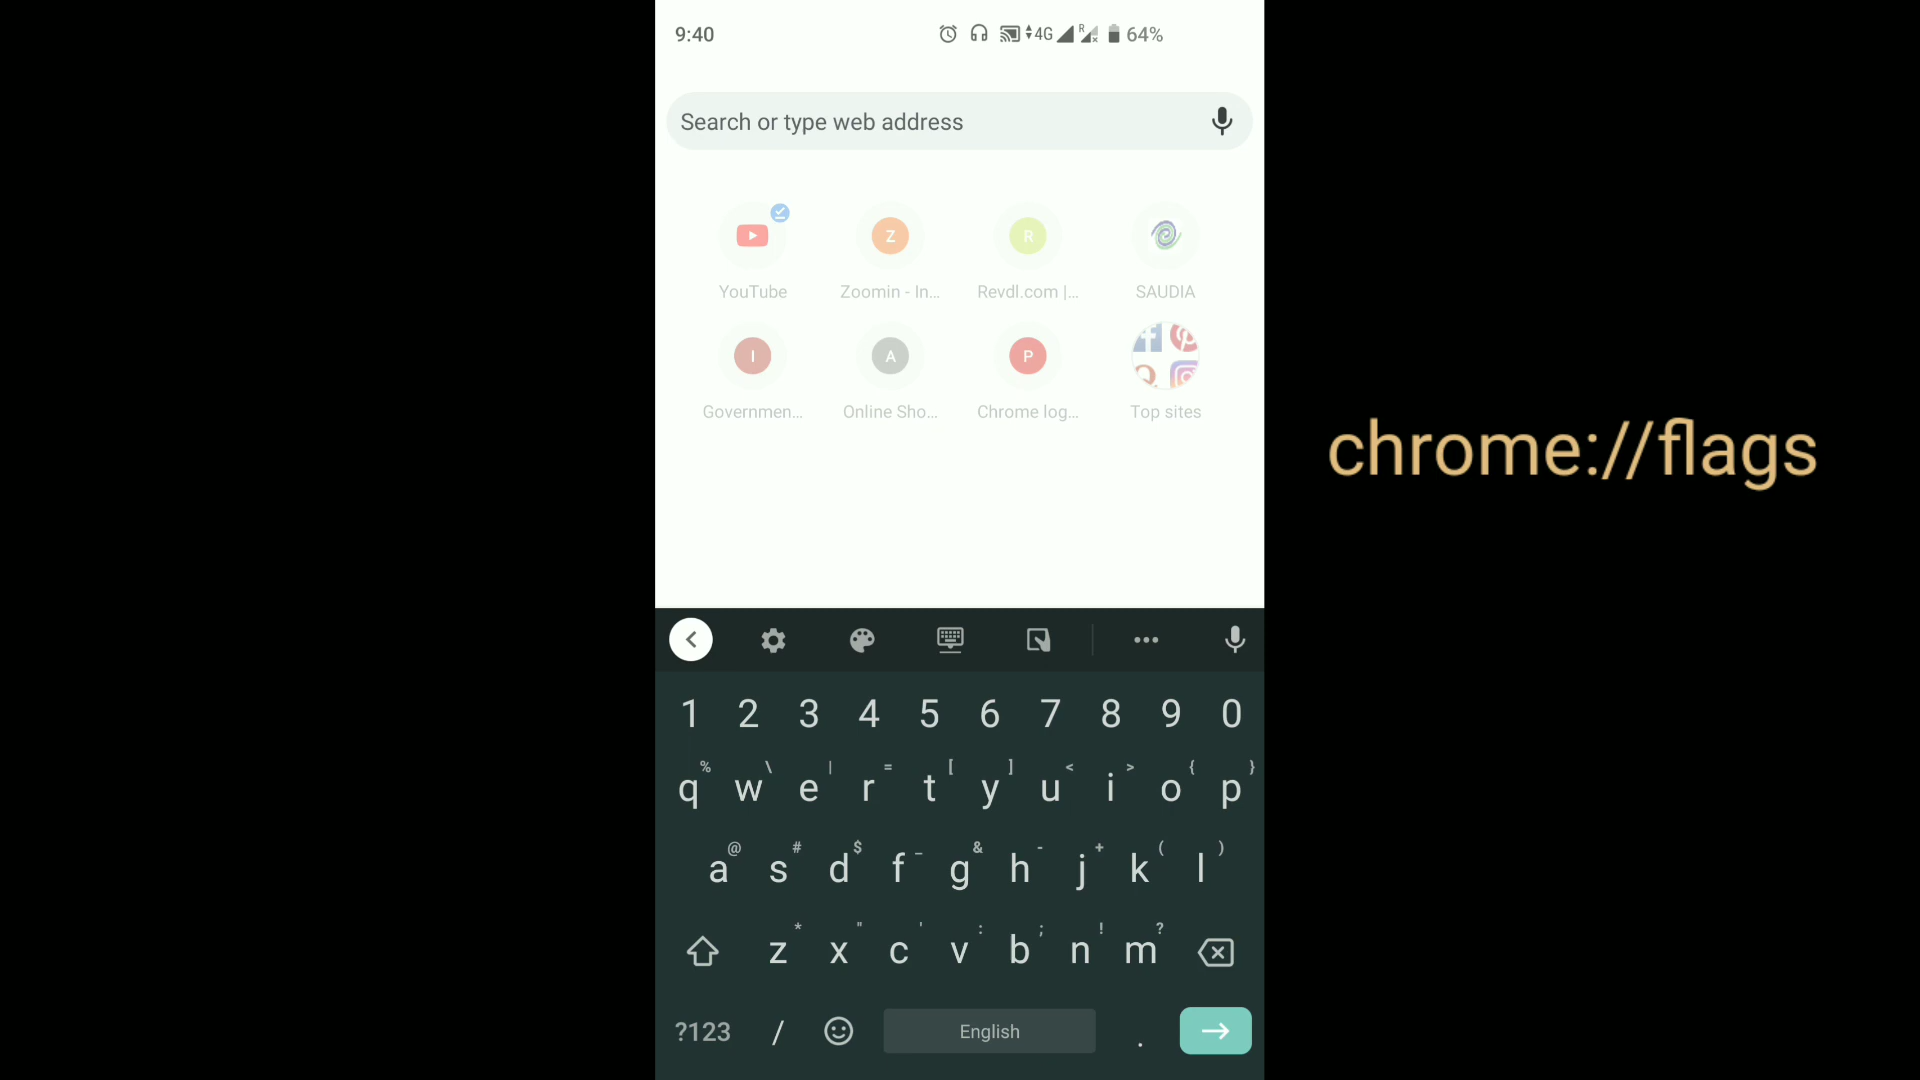 9:40
4G R 64%
Search or type web address
Z R
YouTube Zoomin - In... Revdl.com |... SAUDIA
I A P
Governmen... Online Sho... Chrome log... Top sites
chrome://flags
1 2 3 4 5 6 7 8 9 0
% \ | = [ ] < > { }
q w e r t y u i o p
@ # $ _ & - + ( )
a s d f g h j k l
* " ' : ; ! ?
z x c v b n m
?123 / English .